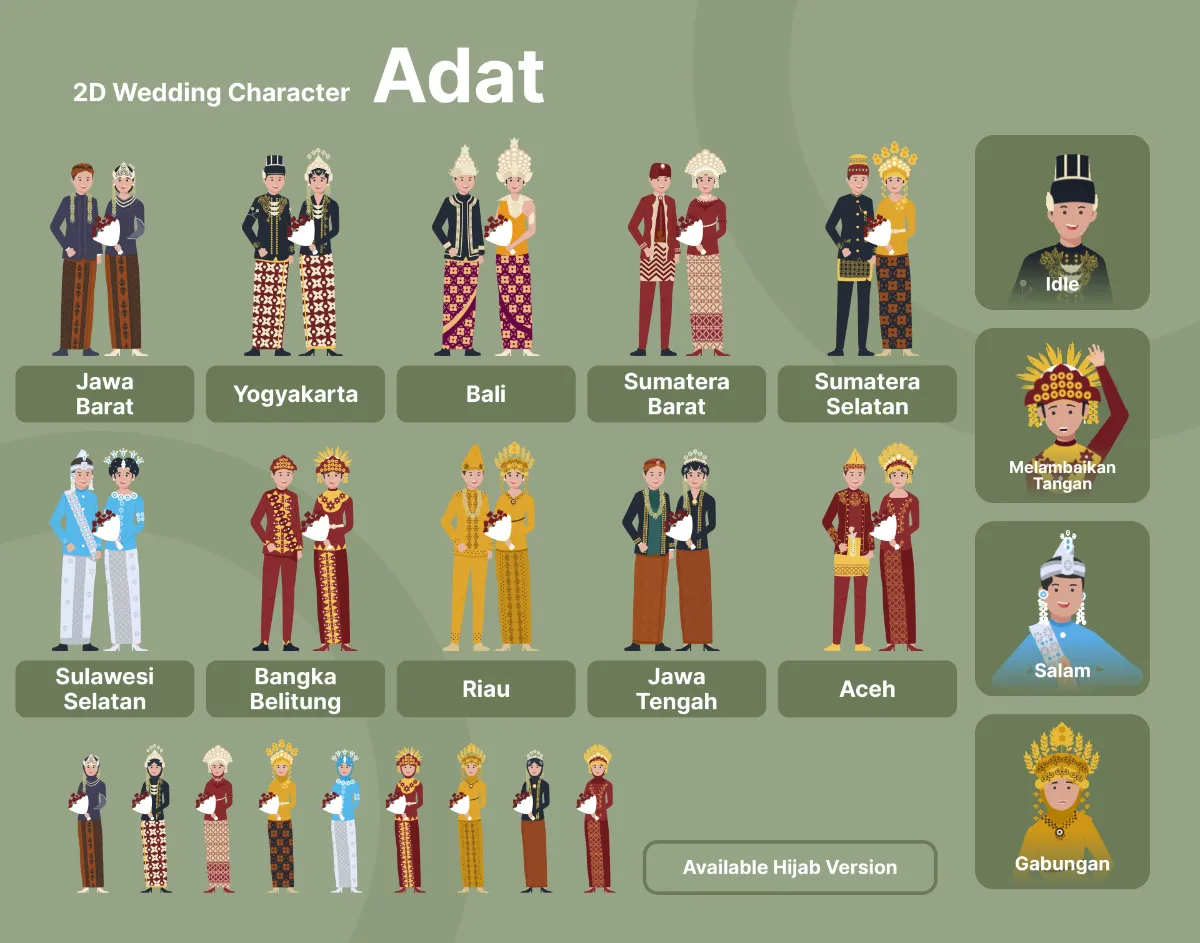 2D Wedding Character Adat
Jawa
Barat
Yogyakarta
Bali
Sumatera
Barat
Sumatera
Selatan
Sulawesi
Selatan
Bangka
Belitung
Riau
Jawa
Tengah
Aceh
Available Hijab Version
Idle
Melambaikan
Tangan
Salam
Gabungan